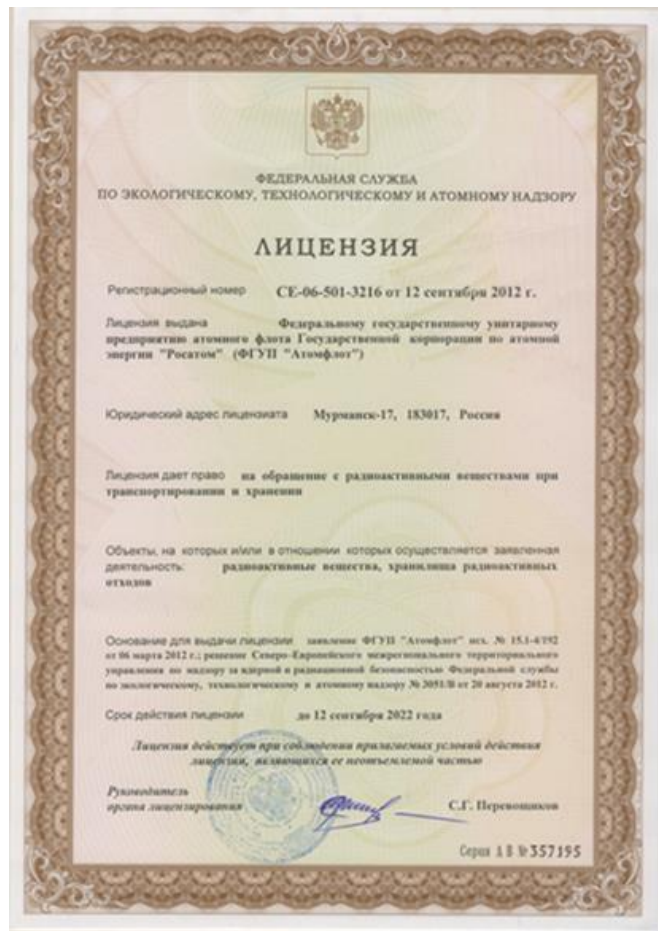 ФЕДЕРАЛЬНАЯ СЛУЖБА
ПО ЭКОЛОГИЧЕСКОМУ, ТЕХНОЛОГИЧЕСКОМУ И АТОМНОМУ НАДЗОРУ
ЛИЦЕНЗИЯ
Регистрационный номер СЕ-06-501-3216 от 12 сентября 2012 г.
Лицензия выдана Федеральному государственному унитарному
предприятию атомного флота Государственной корпорации по атомной
энергии "Росатом" (ФГУП "Атомфлот")
Юридический адрес лицензиата Мурманск-17, 183017, Россия
Лицензия дает право на обращение с радиоактивными веществами при
транспортировании и хранении
Объекты, на которых и/или в отношении которых осуществляется заявленная
деятельность: радиоактивные вещества, хранилища радиоактивных
отходов
Основание для выдачи лицензии заявление ФГУП "Атомфлот" исх. № 15.1-4/192
от 06 марта 2012 г.; решение Северо-Европейского межрегионального территориального
управления по надзору за ядерной и радиационной безопасностью Федеральной службы
по экологическому, технологическому и атомному надзору № 3051/В от 20 августа 2012 г.
Срок действия лицензии до 12 сентября 2022 года
Лицензия действует при соблюдении прилагаемых условий действия
лицензии, являющихся ее неотъемлемой частью
Руководитель
органа лицензирования С.Г. Перевощиков
Серия А В № 357195